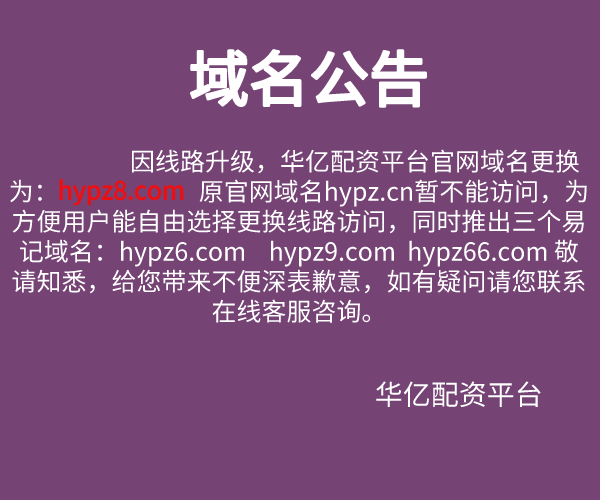 域名公告
因线路升级，华亿配资平台官网域名更换
为：hypz8.com 原官网域名hypz.cn暂不能访问，为
方便用户能自由选择更换线路访问，同时推出三个易
记域名：hypz6.com hypz9.com hypz66.com 敬
请知悉，给您带来不便深表歉意，如有疑问请您联系
在线客服咨询。
华亿配资平台